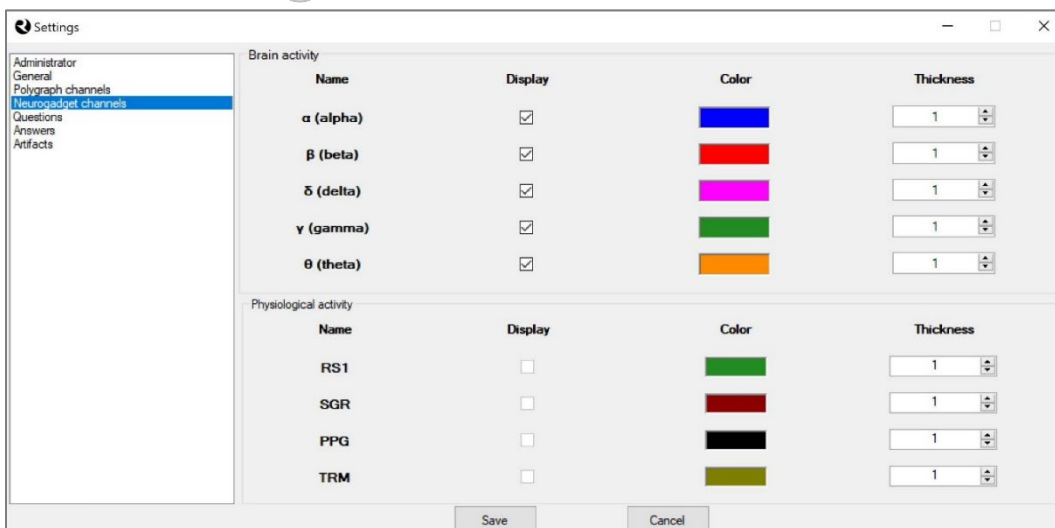 Settings
Administrator
General
Polygraph channels
Neurogadget channels
Questions
Answers
Artifacts
Brain activity
Name Display Color Thickness
α (alpha) 1
β (beta) 1
δ (delta) 1
γ (gamma) 1
θ (theta) 1
Physiological activity
Name Display Color Thickness
RS1 1
SGR 1
PPG 1
TRM 1
Save Cancel